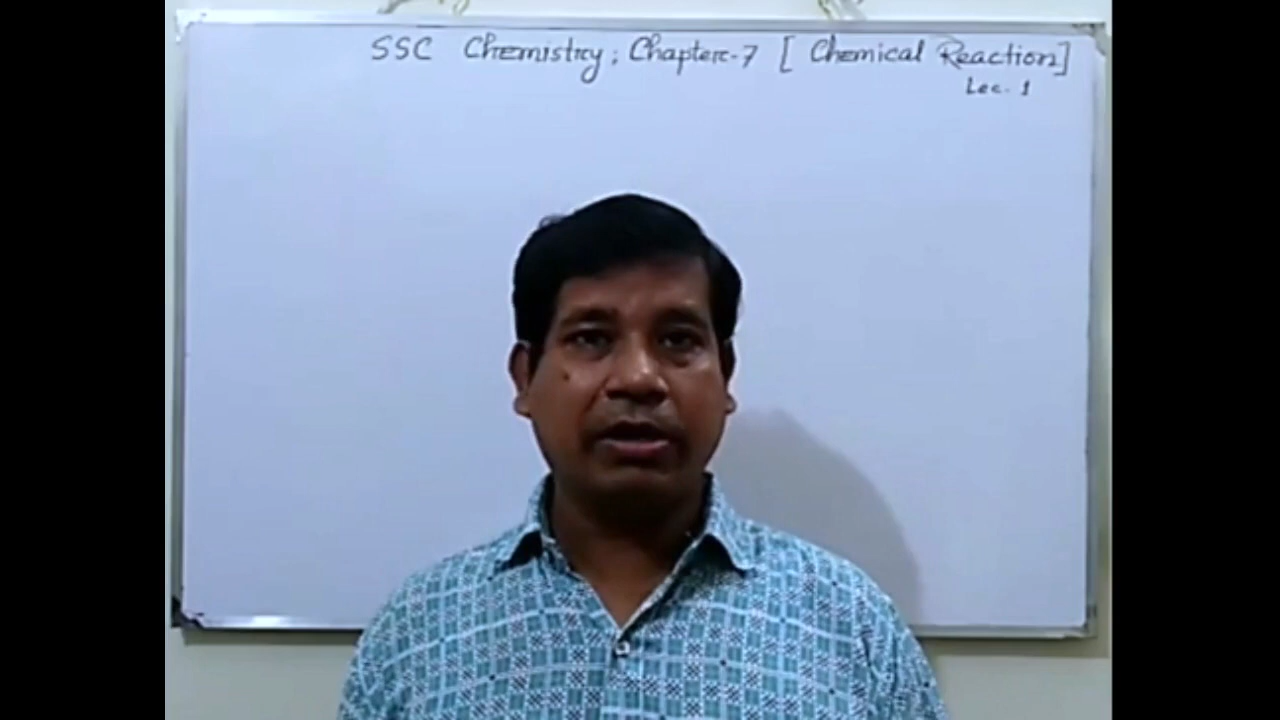 SSC Chemistry; Chapter-7 [ Chemical Reaction]
Lec. 1